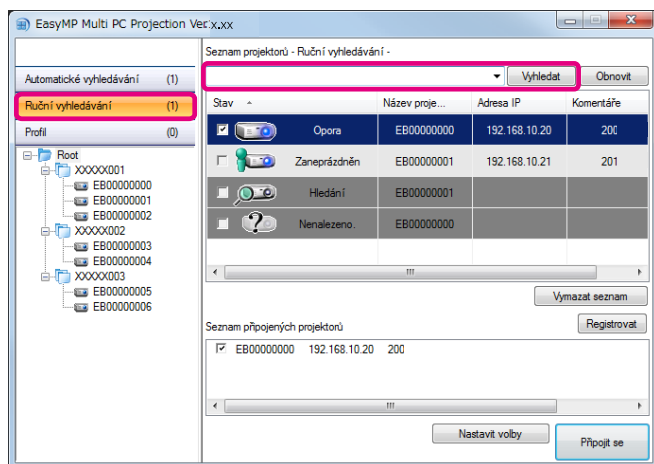 EasyMP Multi PC Projection Ver.x.xx
Seznam projektorů - Ruční vyhledávání -
Vyhledat
Obnovit
Automatické vyhledávání (1)
Ruční vyhledávání (1)
Profil (0)
Root
XXXXX001
EB00000000
EB00000001
EB00000002
XXXXX002
EB00000003
EB00000004
XXXXX003
EB00000005
EB00000006
Stav Název proje... Adresa IP Komentáře
Opora EB00000000 192.168.10.20 200
Zaneprázdněn EB00000001 192.168.10.21 201
Hledání EB00000001
Nenalezeno. EB00000000
Vymazat seznam
Seznam připojených projektorů
Registrovat
EB00000000 192.168.10.20 200
Nastavit volby
Připojit se